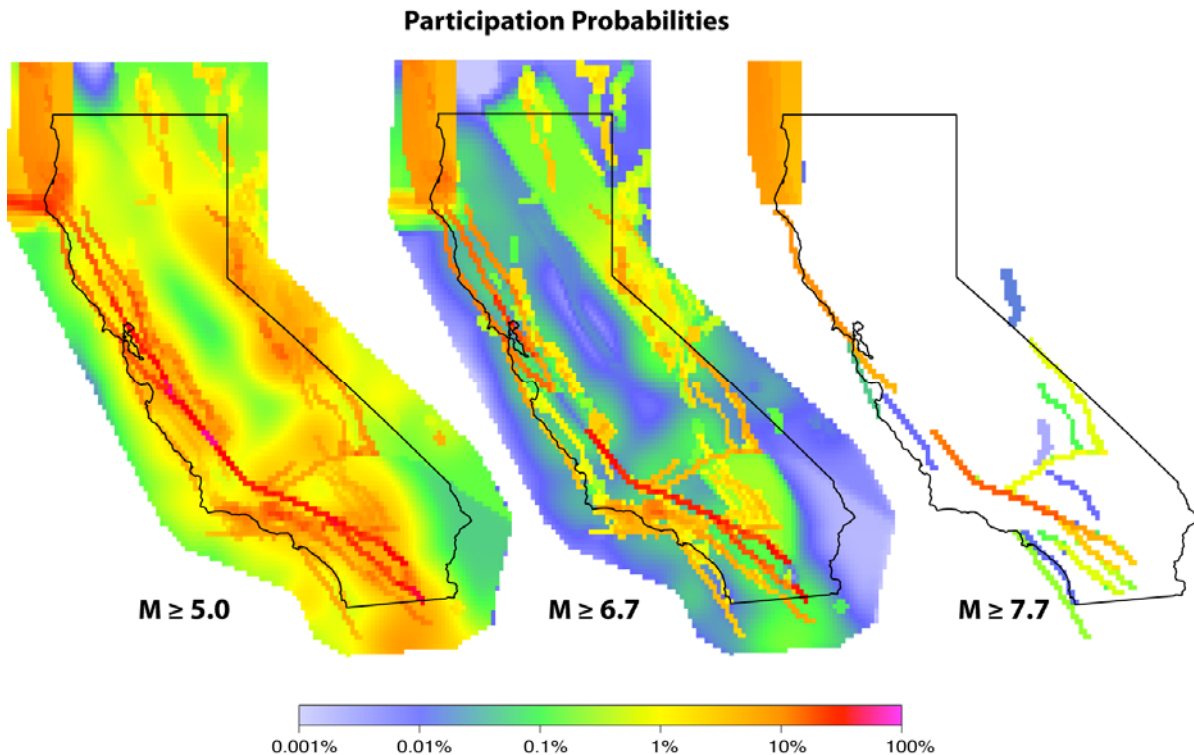 Participation Probabilities
M ≥ 5.0
M ≥ 6.7
M ≥ 7.7
0.001% 0.01% 0.1% 1% 10% 100%